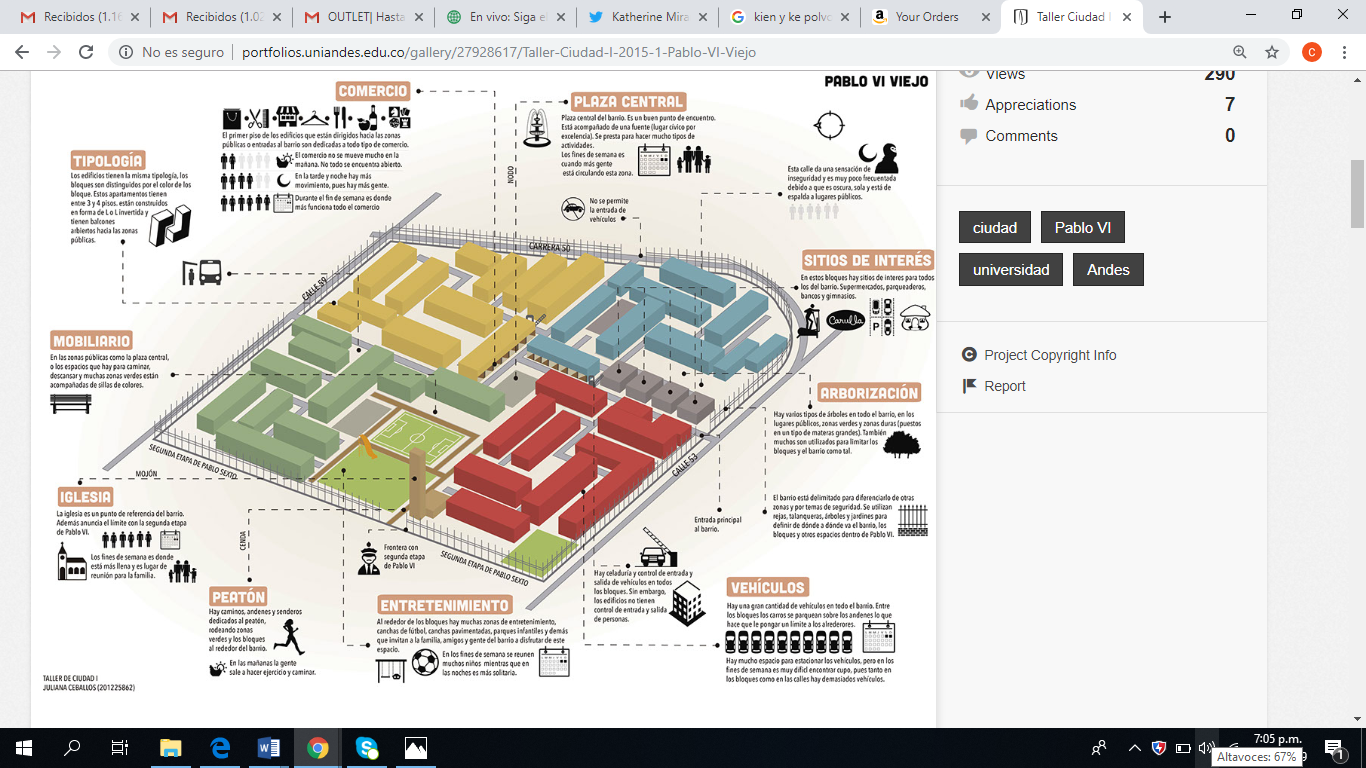 Recibidos (1.16
Recibidos (1.02
OUTLET| Hasta
En vivo: Siga el
Katherine Mira
kien y ke polvo
Your Orders
Taller Ciudad I
No es seguro | portfolios.uniandes.edu.co/gallery/27928617/Taller-Ciudad-I-2015-1-Pablo-VI-Viejo
C
PABLO VI VIEJO
COMERCIO
El primer piso de los edificios que están dirigidos hacia las zonas
públicas o entradas al barrio son dedicadas a todo tipo de comercio.
El comercio no se mueve mucho en la
mañana. No todo se encuentra abierto.
En la tarde y noche hay más
movimiento, pues hay más gente.
Durante el fin de semana es donde
más funciona todo el comercio
PLAZA CENTRAL
Plaza central del barrio. Es un buen punto de encuentro.
Está acompañado de una fuente (lugar cívico por
excelencia). Se presta para hacer mucho tipos de
actividades.
Los fines de semana es
cuando más gente
está circulando esta zona.
NODO
No se permite
la entrada de
vehículos
Esta calle da una sensación de
inseguridad y es muy poco frecuentada
debido a que es oscura, sola y está de
espalda a lugares públicos.
TIPOLOGÍA
Los edificios tienen la misma tipología, los
bloques son distinguidos por el color de los
bloque. Estos apartamentos tienen
entre 3 y 4 pisos. están construidos
en forma de L o L invertida y
tienen balcones
arbiertos hacia las zonas
públicas.
CARRERA 50
CALLE 59
SITIOS DE INTERÉS
En estos bloques hay sitios de interes para todos
los del barrio. Supermercados, parqueaderos,
bancos y gimnasios.
Carulla
P
MOBILIARIO
En las zonas públicas como la plaza central,
o los espacios que hay para caminar,
descansar y muchas zonas verdes están
acompañadas de sillas de colores.
ARBORIZACIÓN
Hay varios tipos de árboles en todo el barrio, en los
lugares públicos, zonas verdes y zonas duras (puestos
en un tipo de materas grandes). También
muchos son utilizados para limitar los
bloques y el barrio como tal.
SEGUNDA ETAPA DE PABLO SEXTO
MOJÓN
CALLE 53
IGLESIA
La iglesia es un punto de referencia del barrio.
Además anuncia el limite con la segunda etapa
de Pablo VI.
Los fines de semana es donde
está más llena y es lugar de
reunión para la familia.
El barrio está delimitado para diferenciarlo de otras
zonas y por temas de seguridad. Se utilizan
rejas, talanqueras, árboles y jardines para
definir de dónde a dónde va el barrio, los
bloques y otros espacios dentro de Pablo VI.
Entrada principal
al barrio.
CENDA
Frontera con
segunda etapa
de Pablo VI
SEGUNDA ETAPA DE PABLO SEXTO
Hay celaduría y control de entrada y
salida de vehículos en todos
los bloques. Sin embargo,
los edificios no tienen
control de entrada y salida
de personas.
PEATÓN
Hay caminos, andenes y senderos
dedicados al peatón,
rodeando zonas
verdes y los bloques
al rededor del barrio.
En las mañanas la gente
sale a hacer ejercicio y caminar.
ENTRETENIMIENTO
Al rededor de los bloques hay muchas zonas de entretenimiento,
canchas de fútbol, canchas pavimentadas, parques infantiles y demás
que invitan a la familia, amigos y gente del barrio a disfrutar de este
espacio.
En los fines de semana se reunen
muchos niños mientras que en
las noches es más solitaria.
VEHÍCULOS
Hay una gran cantidad de vehículos en todo el barrio. Entre
los bloques los carros se parquean sobre los andenes lo que
hace que le pongar un limite a los alrederores.
Hay mucho espacio para estacionar los vehículos, pero en los
fines de semana es muy difiíl encontrar cupo, pues tanto en
los bloques como en las calles hay demasiados vehículos.
TALLER DE CIUDAD I
JULIANA CEBALLOS (201225862)
Views 290
Appreciations 7
Comments 0
ciudad
Pablo VI
universidad
Andes
Project Copyright Info
Report
7:05 p.m.
Altavoces: 67%
1